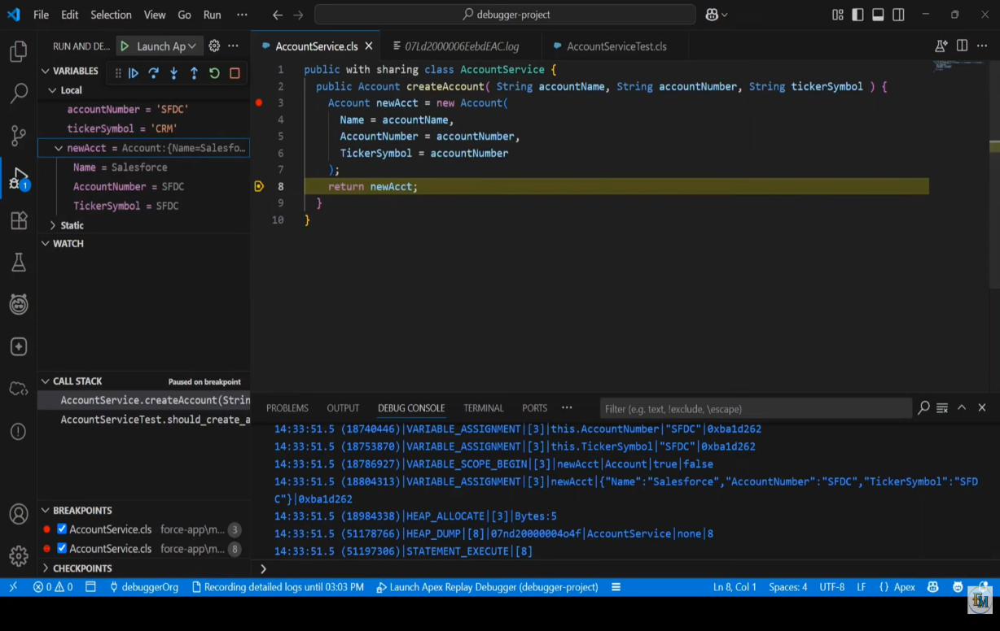 File Edit Selection View Go Run ··· debugger-project
RUN AND DE... Launch Ap
AccountService.cls 07Ld2000006EebdEAC.log AccountServiceTest.cls
VARIABLES
Local
accountNumber = 'SFDC'
tickerSymbol = 'CRM'
newAcct = Account:{Name=Salesfo...
Name = Salesforce
AccountNumber = SFDC
TickerSymbol = SFDC
Static
WATCH
1 public with sharing class AccountService {
2 public Account createAccount( String accountName, String accountNumber, String tickerSymbol ) {
3 Account newAcct = new Account(
4 Name = accountName,
5 AccountNumber = accountNumber,
6 TickerSymbol = accountNumber
7 );
8 return newAcct;
9 }
10 }
1
CALL STACK Paused on breakpoint
AccountService.createAccount(Strin
AccountServiceTest.should_create_a
BREAKPOINTS
AccountService.cls force-app\m... 3
AccountService.cls force-app\m... 8
CHECKPOINTS
PROBLEMS OUTPUT DEBUG CONSOLE TERMINAL PORTS ··· Filter (e.g. text, !exclude, \escape)
14:33:51.5 (18740446)|VARIABLE_ASSIGNMENT|[3]|this.AccountNumber|"SFDC"|0xba1d262
14:33:51.5 (18753870)|VARIABLE_ASSIGNMENT|[3]|this.TickerSymbol|"SFDC"|0xba1d262
14:33:51.5 (18786927)|VARIABLE_SCOPE_BEGIN|[3]|newAcct|Account|true|false
14:33:51.5 (18804313)|VARIABLE_ASSIGNMENT|[3]|newAcct|{"Name":"Salesforce","AccountNumber":"SFDC","TickerSymbol":"SFD
C"}|0xba1d262
14:33:51.5 (18984338)|HEAP_ALLOCATE|[3]|Bytes:5
14:33:51.5 (51178766)|HEAP_DUMP|[8]|07nd20000004o4f|AccountService|none|8
14:33:51.5 (51197306)|STATEMENT_EXECUTE|[8]
0 0 debuggerOrg Recording detailed logs until 03:03 PM Launch Apex Replay Debugger (debugger-project) Ln 8, Col 1 Spaces: 4 UTF-8 LF {} Apex